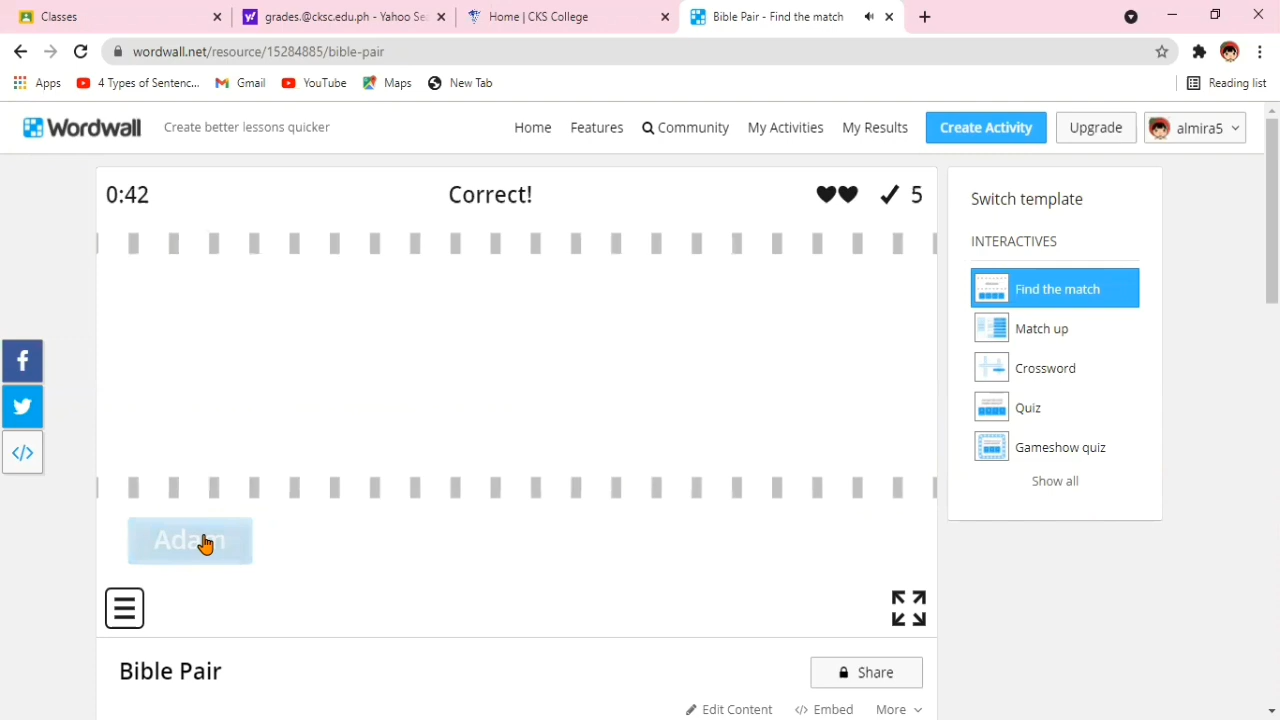 Classes
grades@cksc.edu.ph - Yahoo Se
Home | CKS College
Bible Pair - Find the match
wordwall.net/resource/15284885/bible-pair
Apps
4 Types of Sentenc...
Gmail
YouTube
Maps
New Tab
Reading list
Wordwall
Create better lessons quicker
Home
Features
Community
My Activities
My Results
Create Activity
Upgrade
almira5
0:42
Correct!
5
Switch template
INTERACTIVES
Find the match
Match up
Crossword
Quiz
Gameshow quiz
Show all
Adam
Bible Pair
Share
Edit Content
</> Embed
More